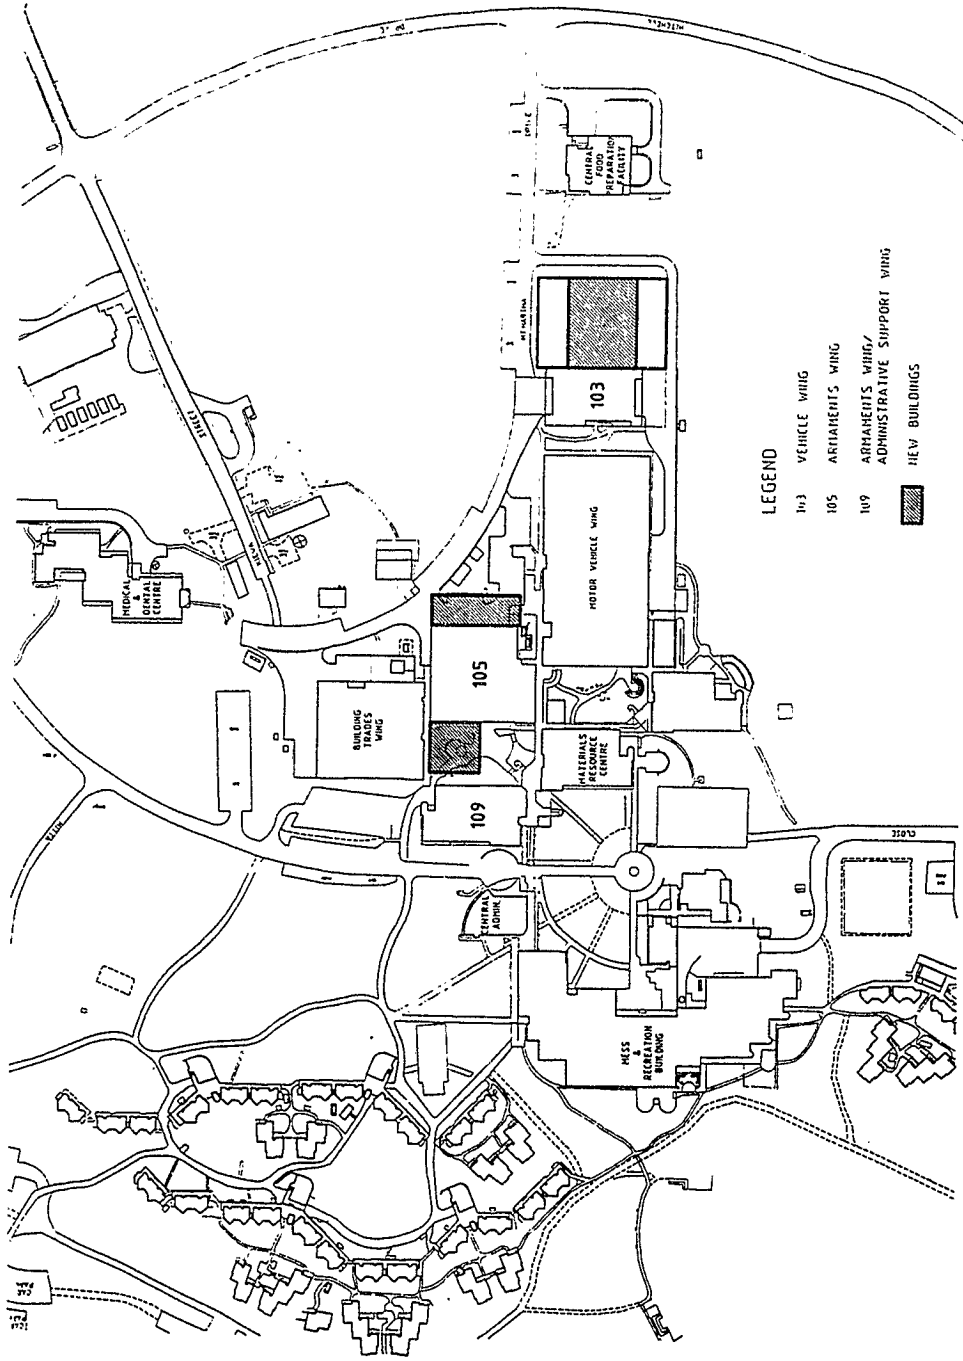 MITCHELL
STREET
KIEWA
MEDICAL
&
DENTAL
CENTRE
CENTRAL
FOOD
PREPARATION
FACILITY
103
BUILDING
TRADES
WING
105
109
MOTOR VEHICLE WING
MATERIALS
RESOURCE
CENTRE
CENTRAL
ADMIN.
MESS
&
RECREATION
BUILDING
CLOSE
LEGEND
103 VEHICLE WING
105 ARMAMENTS WING
109 ARMAMENTS WING/
ADMINISTRATIVE SUPPORT WING
NEW BUILDINGS